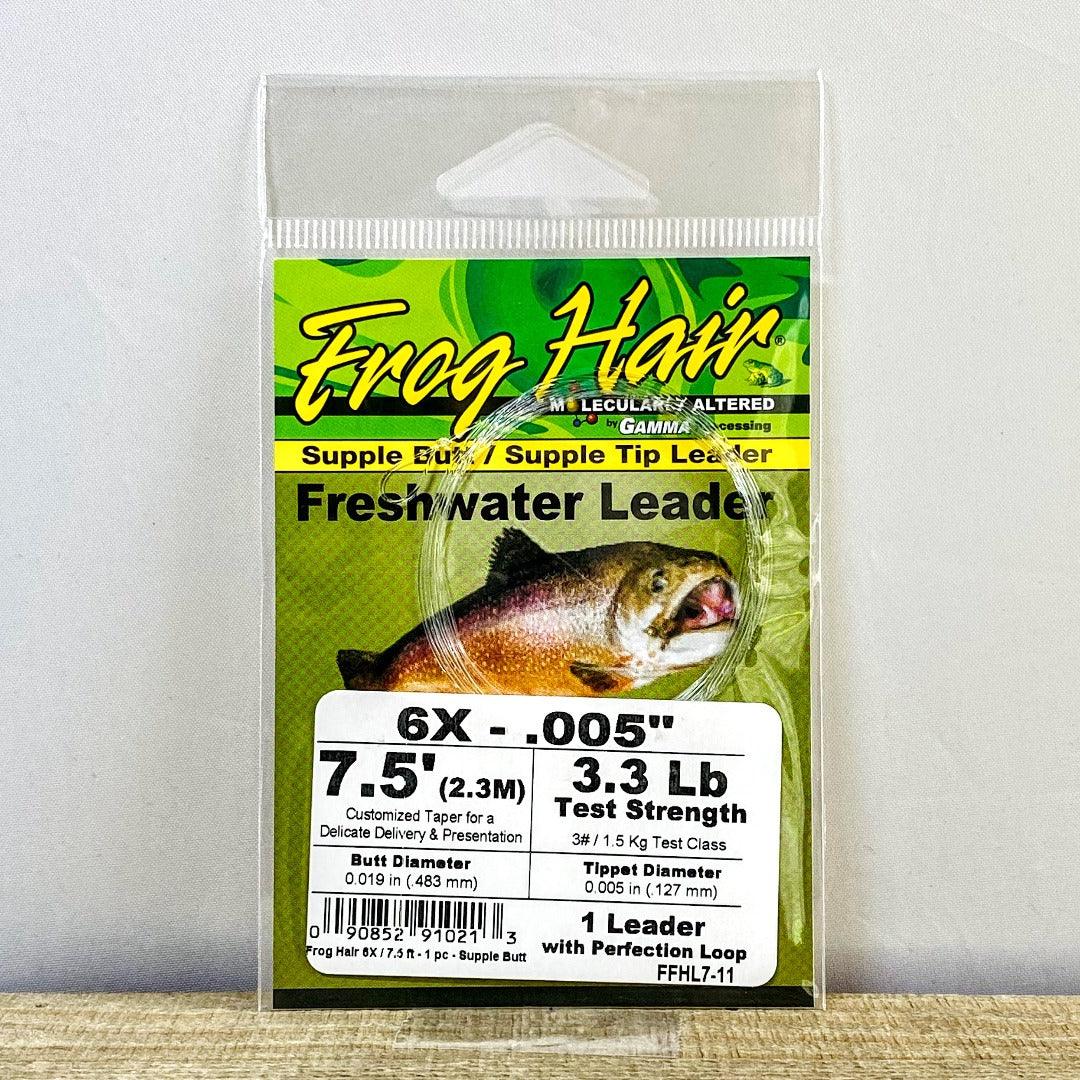 Frog Hair®
MOLECULARLY ALTERED
by GAMMA Processing
Supple Butt / Supple Tip Leader
Freshwater Leader
6X - .005"
7.5' (2.3M)
Customized Taper for a
Delicate Delivery & Presentation
3.3 Lb
Test Strength
3# / 1.5 Kg Test Class
Butt Diameter
0.019 in (.483 mm)
Tippet Diameter
0.005 in (.127 mm)
0 90852 91021 3
Frog Hair 6X / 7.5 ft - 1 pc - Supple Butt
1 Leader
with Perfection Loop
FFHL7-11